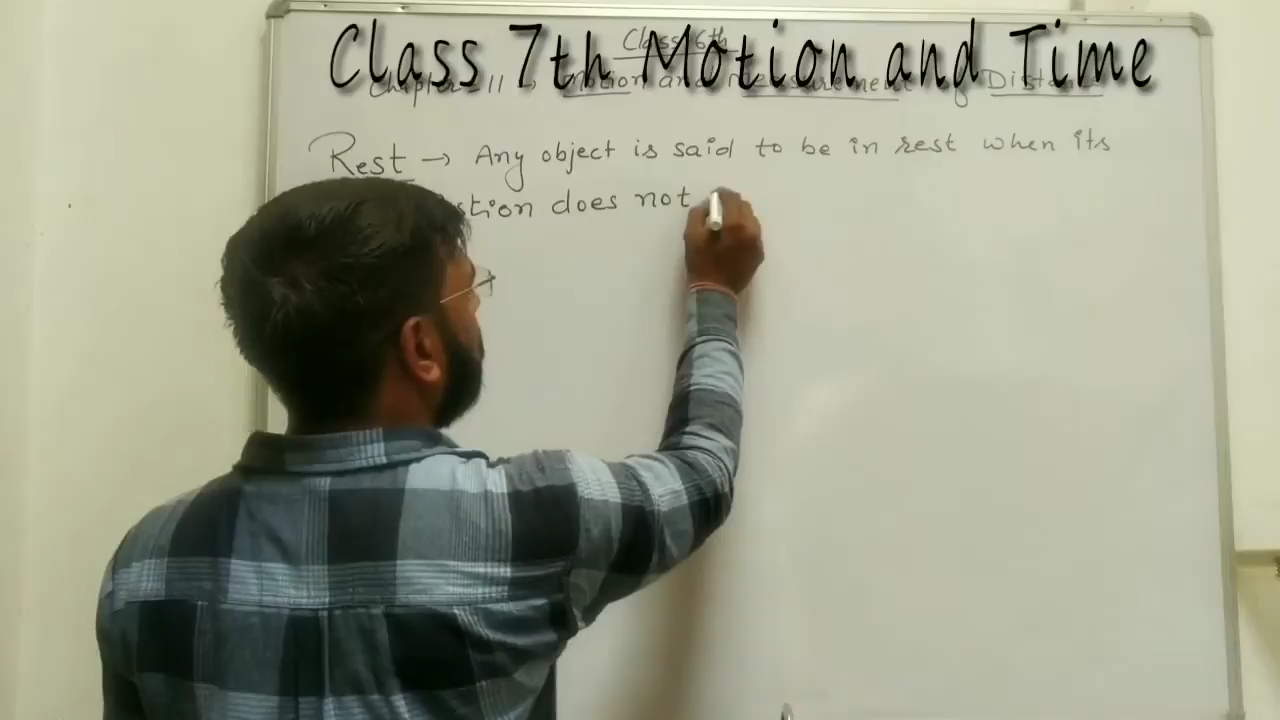 Class 7th Motion and Time
Class 6th
Chapter 11 → Motion and Measurement of Distance
Rest → Any object is said to be in rest when its
stion does not